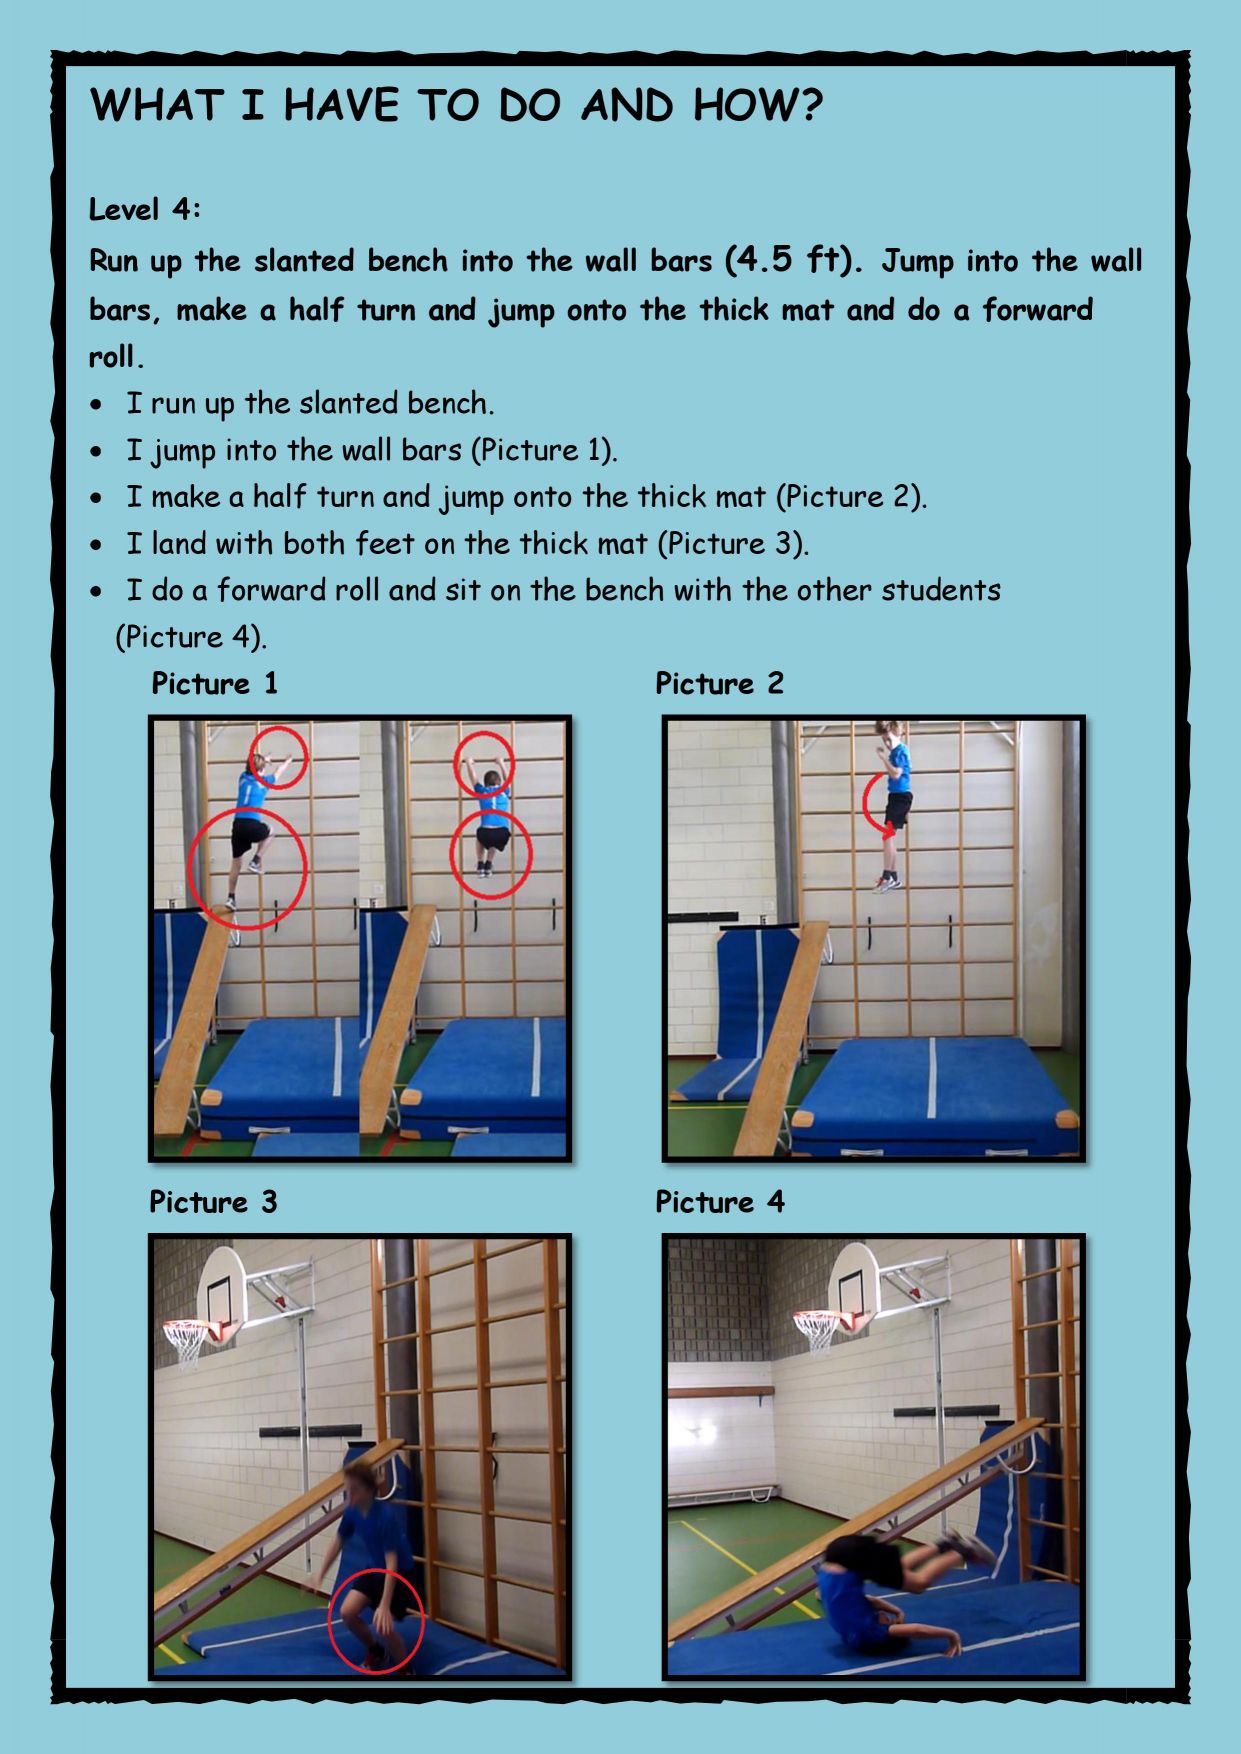 WHAT I HAVE TO DO AND HOW?
Level 4:
Run up the slanted bench into the wall bars (4.5 ft). Jump into the wall
bars, make a half turn and jump onto the thick mat and do a forward
roll.
• I run up the slanted bench.
• I jump into the wall bars (Picture 1).
• I make a half turn and jump onto the thick mat (Picture 2).
• I land with both feet on the thick mat (Picture 3).
• I do a forward roll and sit on the bench with the other students
(Picture 4).
Picture 1
Picture 2
Picture 3
Picture 4